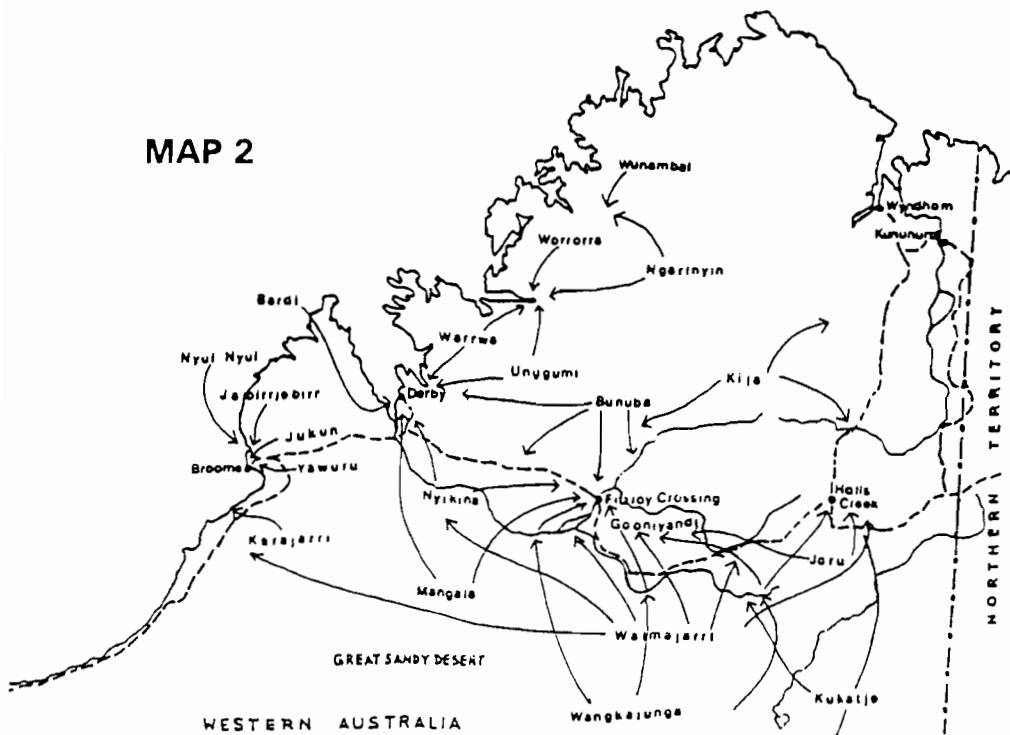 MAP 2
Wunambal
Wyndham
Kununurra
Worrorra
Ngarinyin
Bardi
Warrwa
Nyul Nyul
Unggumi
Kija
Jabirrjabirr
Derby
Bunuba
Jukun
Broome
Yawuru
Nyikina
Fitzroy Crossing
Halls
Creek
Gooniyandi
Karajarri
Jaru
Mangala
Walmajarri
GREAT SANDY DESERT
Kukatja
Wangkajunga
WESTERN AUSTRALIA
NORTHERN TERRITORY